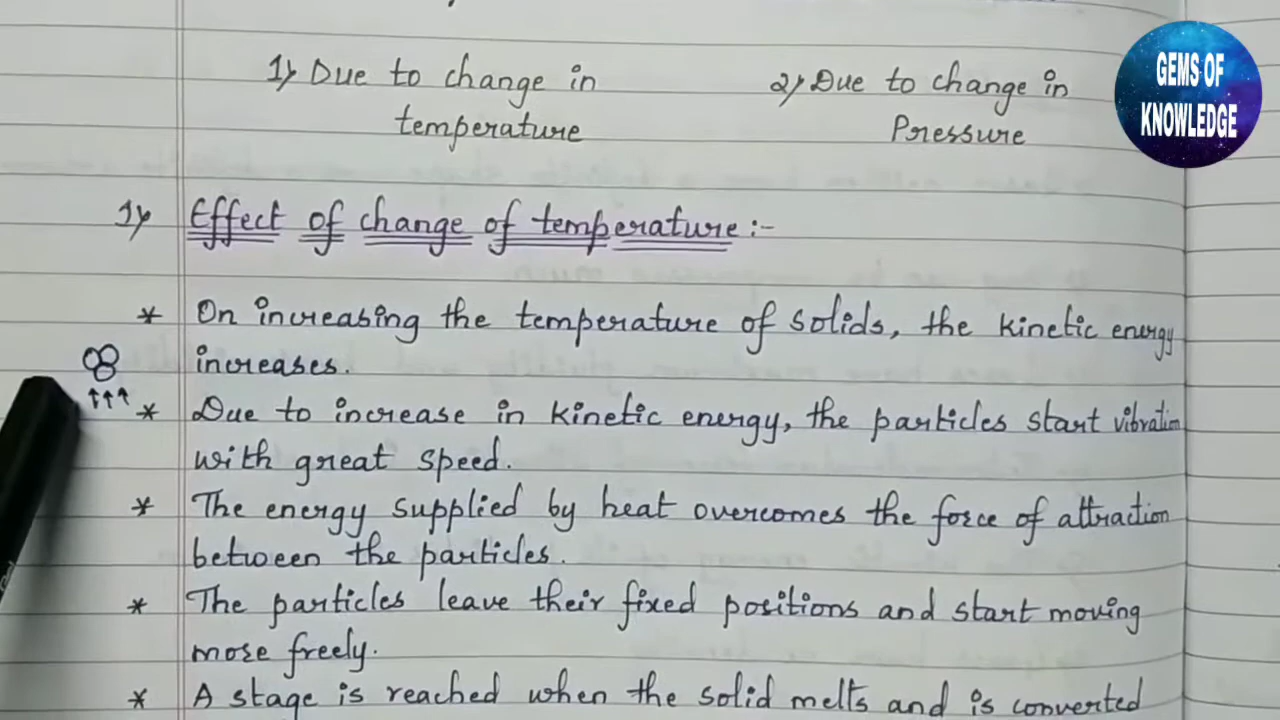 1) Due to change in
temperature
2) Due to change in
Pressure
GEMS OF
KNOWLEDGE
1) Effect of change of temperature :-
* On increasing the temperature of solids, the kinetic energy
increases.
* Due to increase in kinetic energy, the particles start vibration
with great speed.
* The energy supplied by heat overcomes the force of attraction
between the particles.
* The particles leave their fixed positions and start moving
more freely.
* A stage is reached when the solid melts and is converted